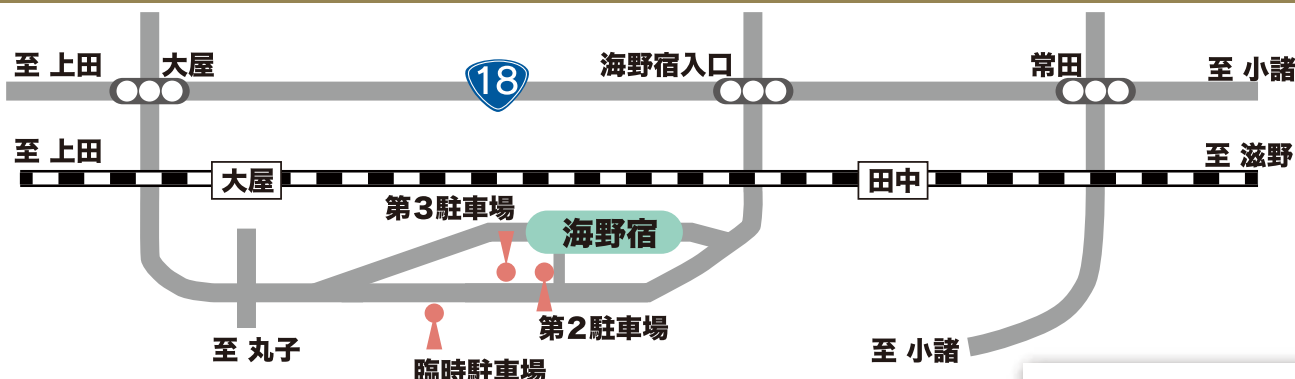 至 上田
大屋
18
海野宿入口
常田
至 小諸
至 上田
大屋
田中
至 滋野
第3駐車場
海野宿
第2駐車場
臨時駐車場
至 丸子
至 小諸